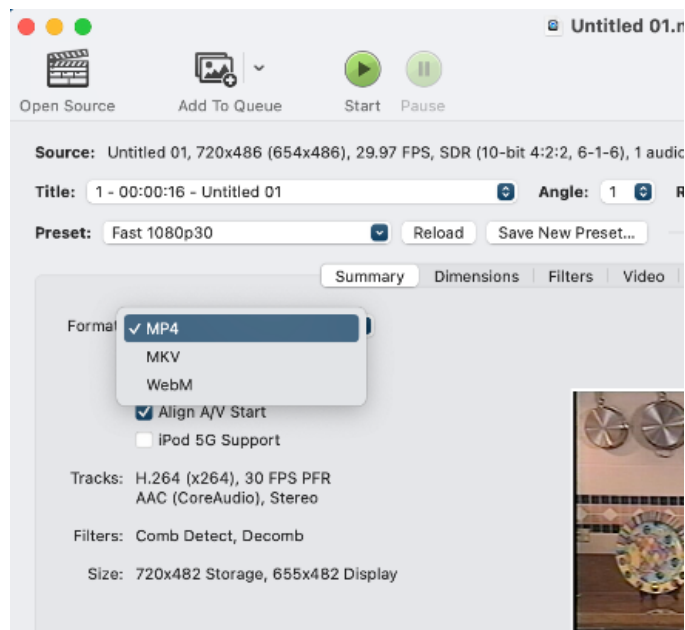 Untitled 01.
Open Source
Add To Queue
Start
Pause
Source: Untitled 01, 720x486 (654x486), 29.97 FPS, SDR (10-bit 4:2:2, 6-1-6), 1 audio
Title: 1 - 00:00:16 - Untitled 01
Angle: 1
R
Preset: Fast 1080p30
Reload
Save New Preset...
Summary
Dimensions
Filters
Video
Format
✓ MP4
MKV
WebM
Align A/V Start
iPod 5G Support
Tracks: H.264 (x264), 30 FPS PFR
AAC (CoreAudio), Stereo
Filters: Comb Detect, Decomb
Size: 720x482 Storage, 655x482 Display